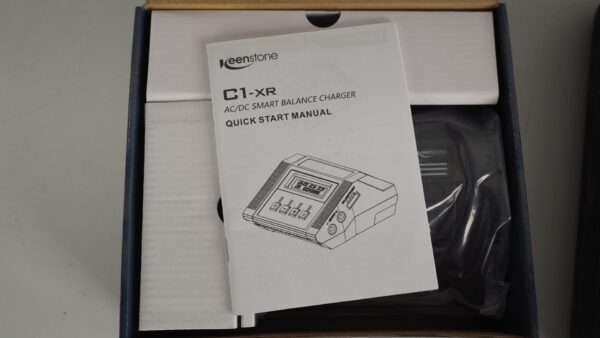 Keenstone
C1-XR
AC/DC SMART BALANCE CHARGER
QUICK START MANUAL